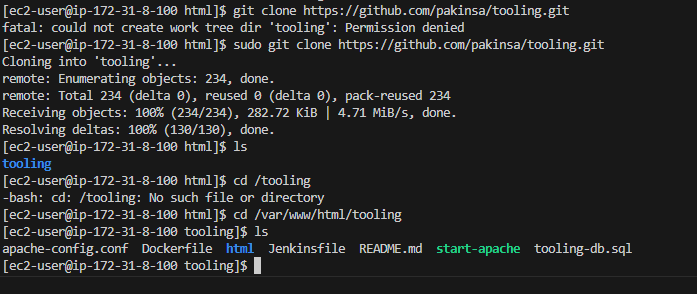 [ec2-user@ip-172-31-8-100 html]$ git clone https://github.com/pakinsa/tooling.git
fatal: could not create work tree dir 'tooling': Permission denied
[ec2-user@ip-172-31-8-100 html]$ sudo git clone https://github.com/pakinsa/tooling.git
Cloning into 'tooling'...
remote: Enumerating objects: 234, done.
remote: Total 234 (delta 0), reused 0 (delta 0), pack-reused 234
Receiving objects: 100% (234/234), 282.72 KiB | 4.71 MiB/s, done.
Resolving deltas: 100% (130/130), done.
[ec2-user@ip-172-31-8-100 html]$ ls
tooling
[ec2-user@ip-172-31-8-100 html]$ cd /tooling
-bash: cd: /tooling: No such file or directory
[ec2-user@ip-172-31-8-100 html]$ cd /var/www/html/tooling
[ec2-user@ip-172-31-8-100 tooling]$ ls
apache-config.conf  Dockerfile  html  Jenkinsfile  README.md  start-apache  tooling-db.sql
[ec2-user@ip-172-31-8-100 tooling]$